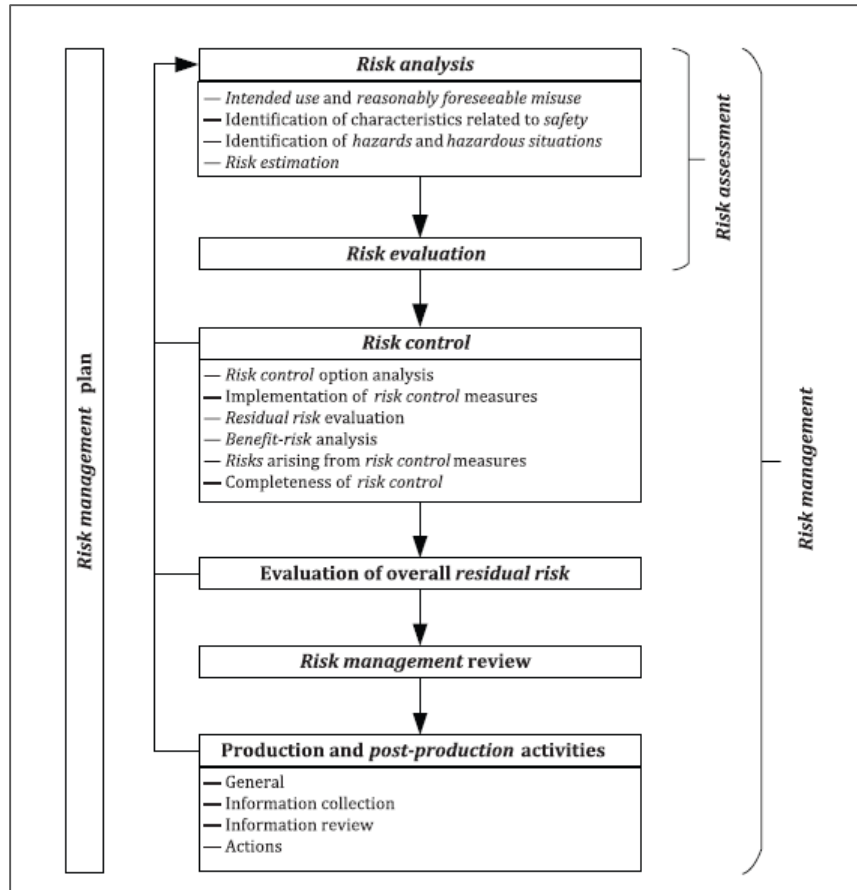 Risk analysis
— Intended use and reasonably foreseeable misuse
— Identification of characteristics related to safety
— Identification of hazards and hazardous situations
— Risk estimation
Risk evaluation
Risk control
— Risk control option analysis
— Implementation of risk control measures
— Residual risk evaluation
— Benefit-risk analysis
— Risks arising from risk control measures
— Completeness of risk control
Evaluation of overall residual risk
Risk management review
Production and post-production activities
— General
— Information collection
— Information review
— Actions
Risk management plan
Risk assessment
Risk management